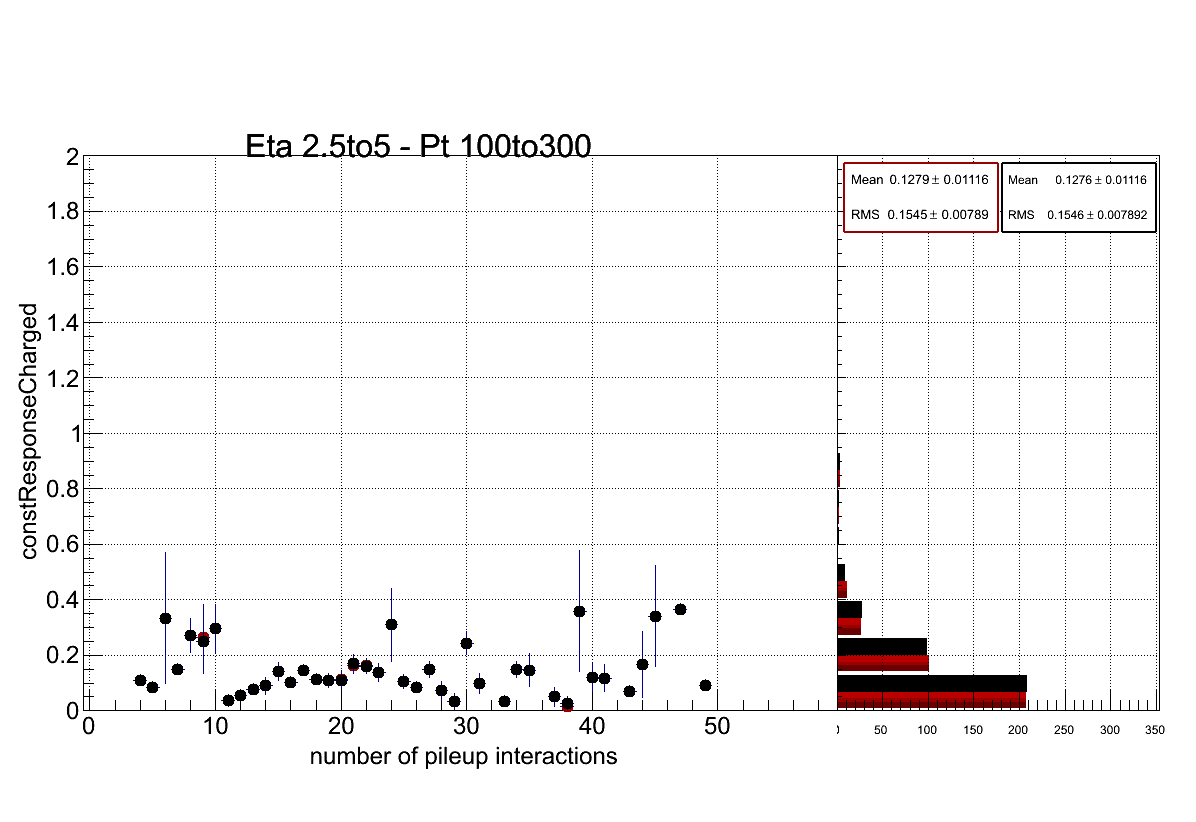 Eta 2.5to5 - Pt 100to300
constResponseCharged
2
1.8
1.6
1.4
1.2
1
0.8
0.6
0.4
0.2
0
0 10 20 30 40 50
number of pileup interactions
Mean 0.1279 ± 0.01116
RMS 0.1545 ± 0.00789
Mean 0.1276 ± 0.01116
RMS 0.1546 ± 0.007892
50 100 150 200 250 300 350